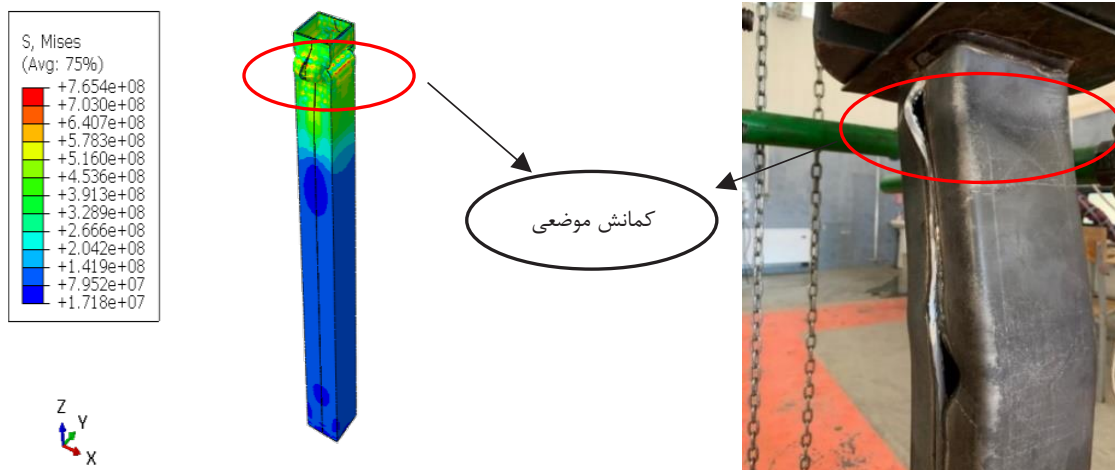 S, Mises
(Avg: 75%)
+7.654e+08
+7.030e+08
+6.407e+08
+5.783e+08
+5.160e+08
+4.536e+08
+3.913e+08
+3.289e+08
+2.666e+08
+2.042e+08
+1.419e+08
+7.952e+07
+1.718e+07
کمانش موضعی
Z
Y
X